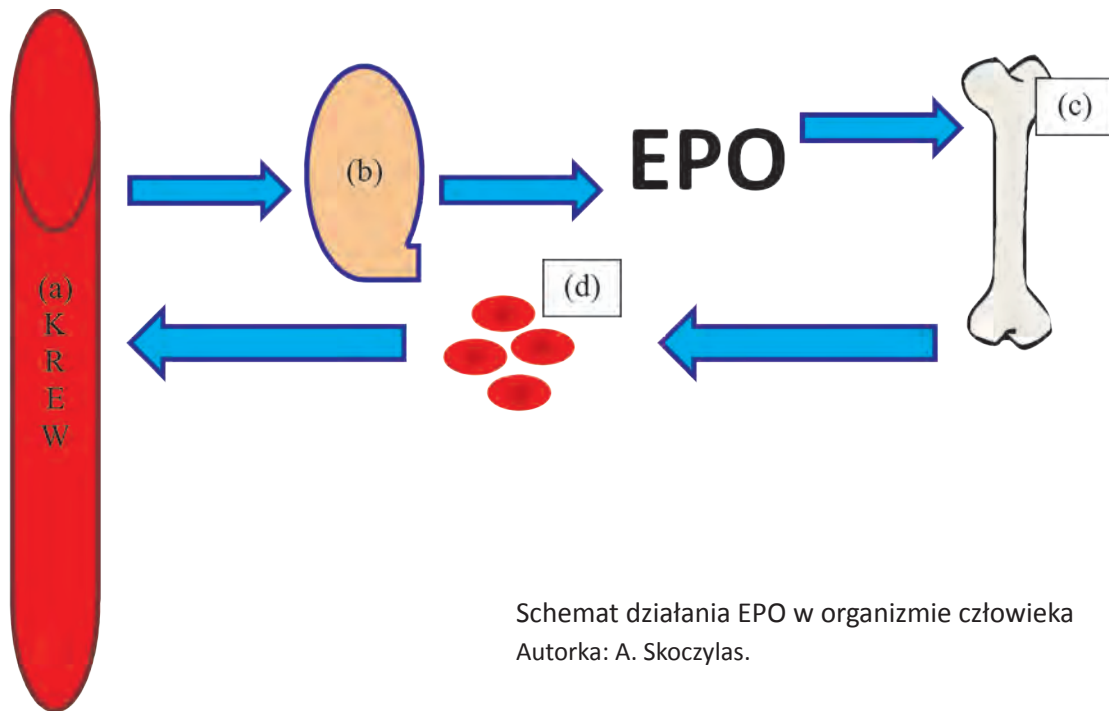 (a)
K
R
E
W
(b)
EPO
(c)
(d)
Schemat działania EPO w organizmie człowieka
Autorka: A. Skoczylas.